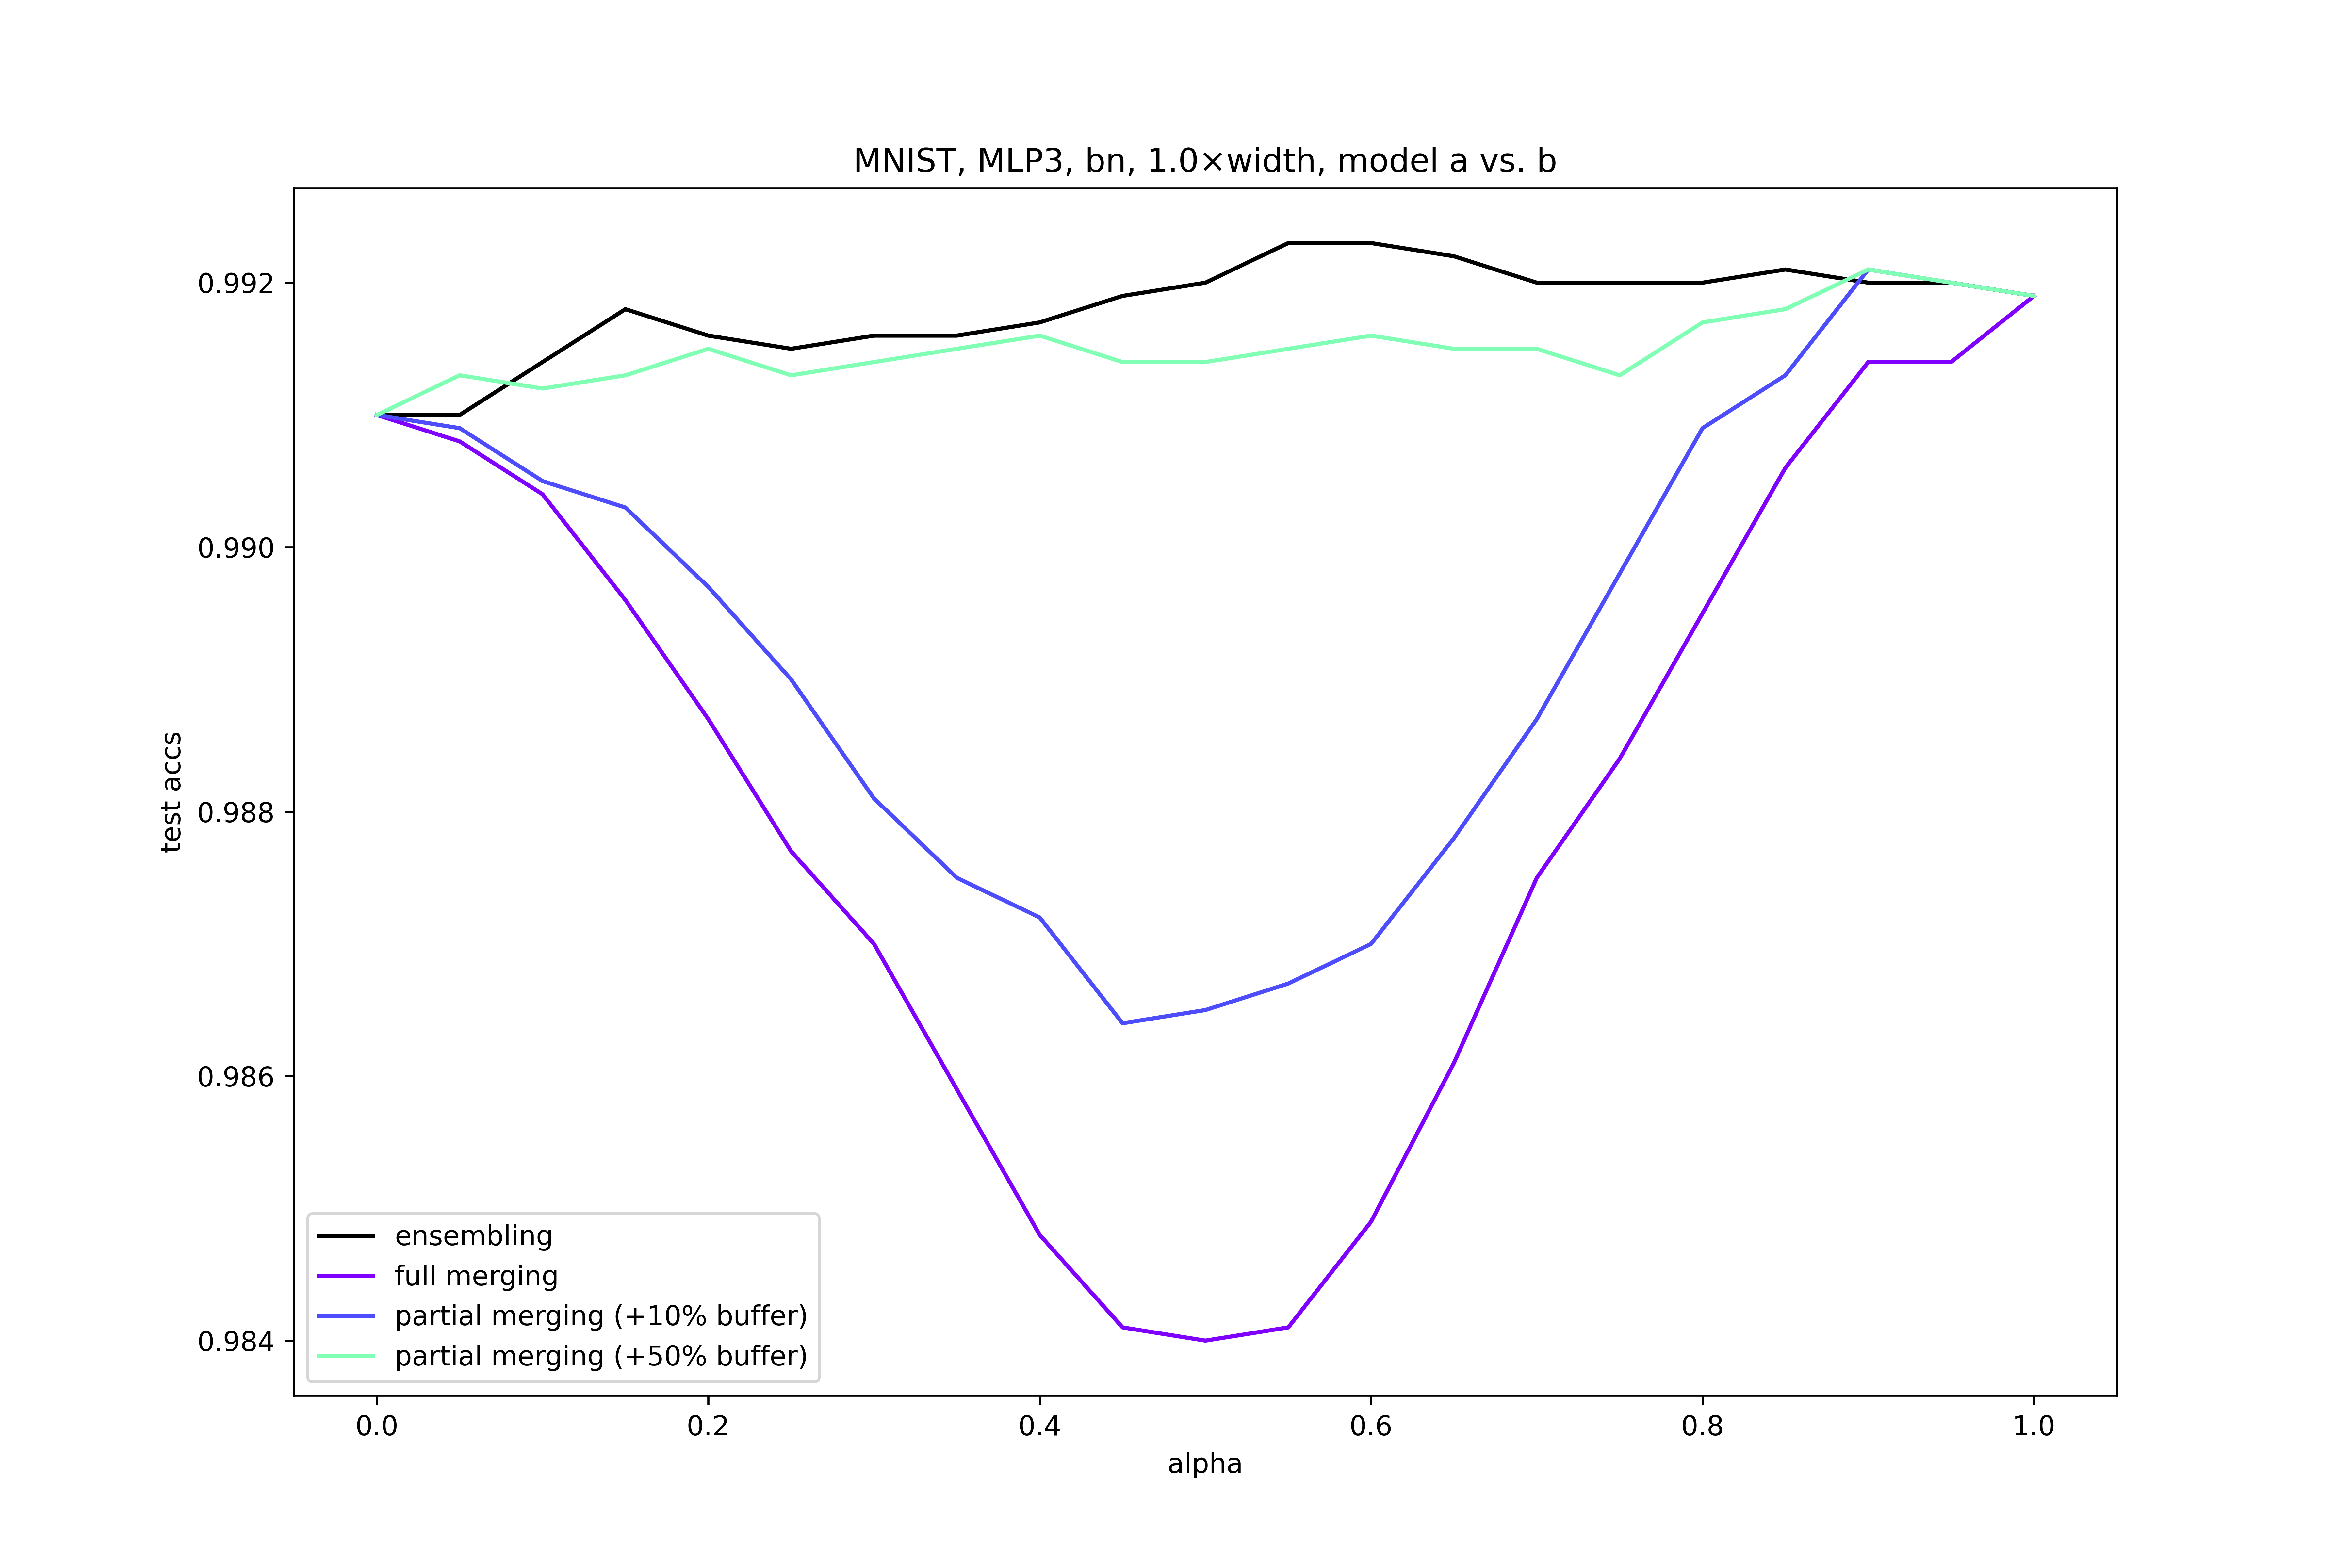 MNIST, MLP3, bn, 1.0×width, model a vs. b
0.992
0.990
0.988
0.986
0.984
test accs
ensembling
full merging
partial merging (+10% buffer)
partial merging (+50% buffer)
0.0 0.2 0.4 0.6 0.8 1.0
alpha